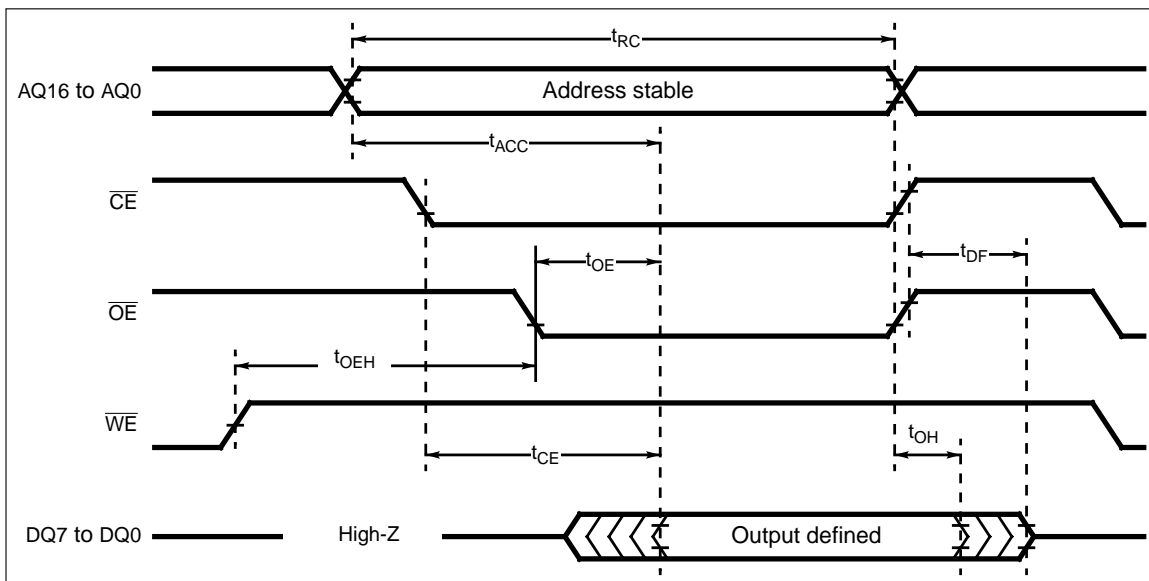 tRC
AQ16 to AQ0
Address stable
tACC
CE
tDF
tOE
OE
tOEH
WE
tOH
tCE
DQ7 to DQ0
High-Z
Output defined